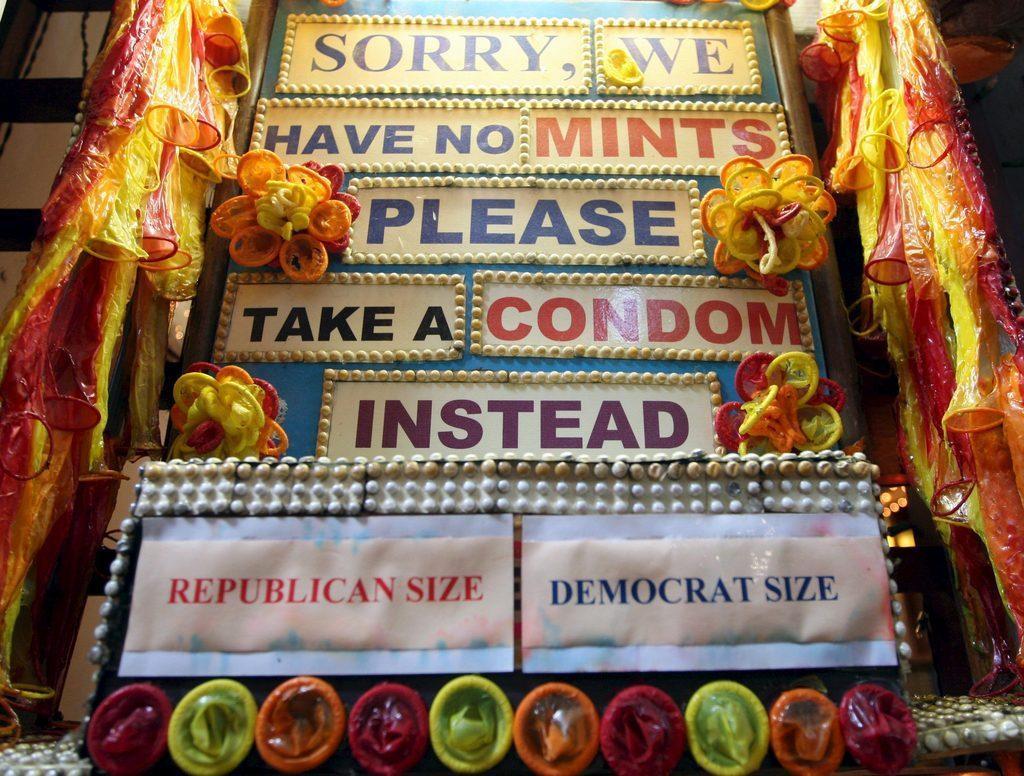 SORRY, WE
HAVE NO MINTS
PLEASE
TAKE A CONDOM
INSTEAD
REPUBLICAN SIZE DEMOCRAT SIZE